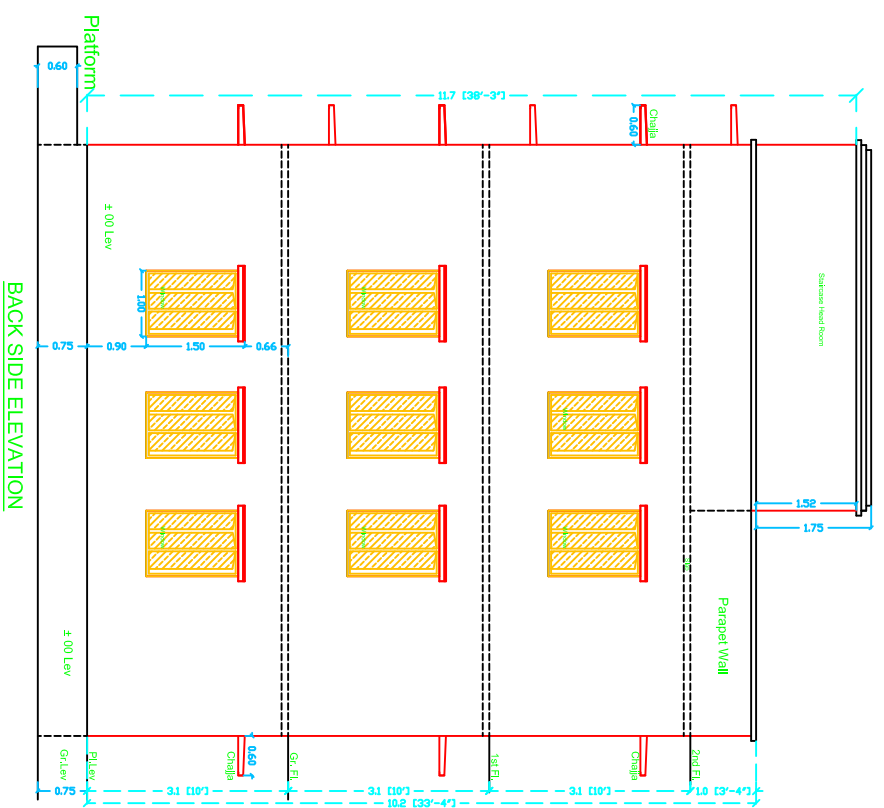 Platform
0.60
11.7 [38'-3"]
Chajja
0.60
± 00 Lev
Staircase Head Room
1.00
0.75
0.90
1.50
0.66
1.52
1.75
Parapet Wall
± 00 Lev
BACK SIDE ELEVATION
Gr.Lev
Pl.Lev
Chajja
0.60
Gr. Fl.
1st Fl.
Chajja
2nd Fl.
0.75
3.1 [10']
3.1 [10']
3.1 [10']
1.0 [3'-4"]
10.2 [33'-4"]